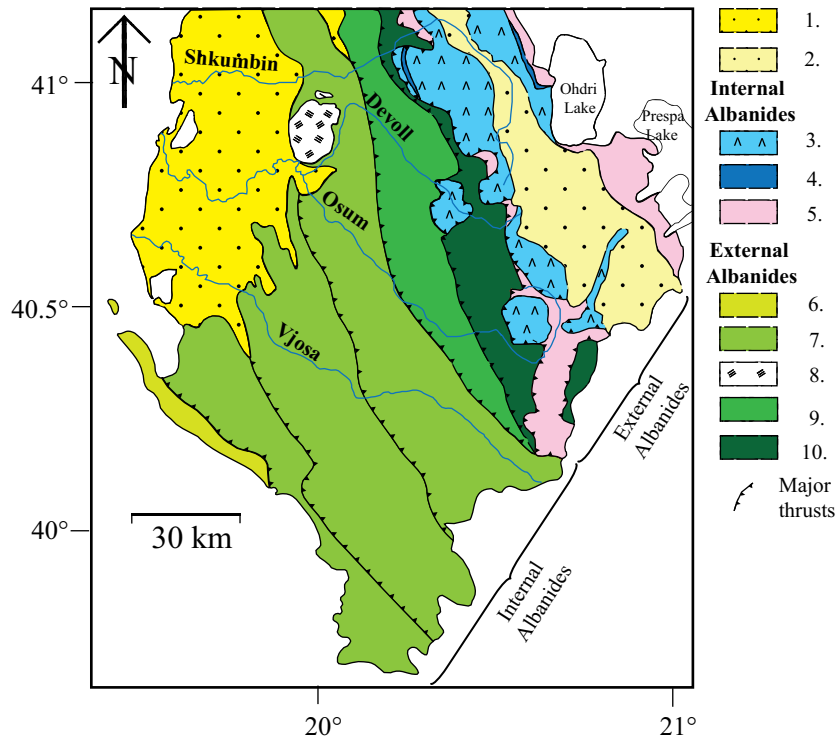 41°
40.5°
40°
20°
21°
N
30 km
Shkumbin
Devoll
Osum
Vjosa
Ohdri
Lake
Prespa
Lake
External
Albanides
Internal
Albanides
1.
2.
Internal
Albanides
3.
4.
5.
External
Albanides
6.
7.
8.
9.
10.
Major
thrusts